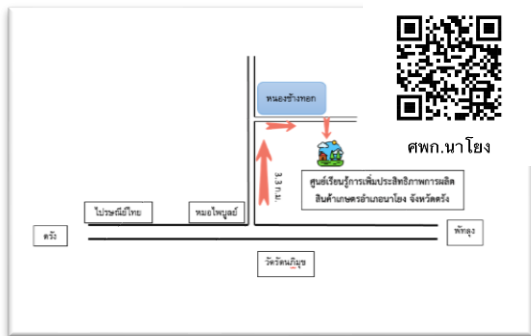 ศพก.นาโยง
หนองช้างหอก
3.3 ก.ม.
ศูนย์เรียนรู้การเพิ่มประสิทธิภาพการผลิต
สินค้าเกษตรอำเภอนาโยง จังหวัดตรัง
ไปรษณีย์ไทย
หมอไพบูลย์
ตรัง
พัทลุง
วัดรัตนภิมุข